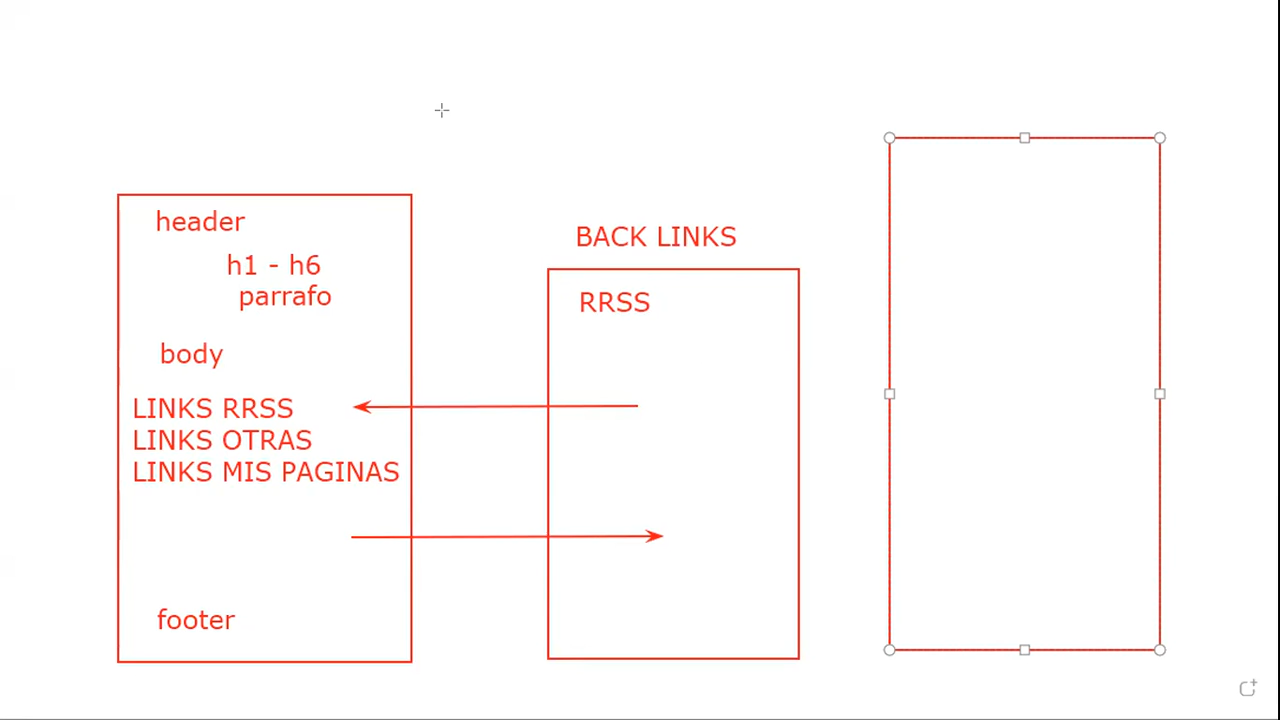 header
h1 - h6
parrafo
body
LINKS RRSS
LINKS OTRAS
LINKS MIS PAGINAS
footer
BACK LINKS
RRSS